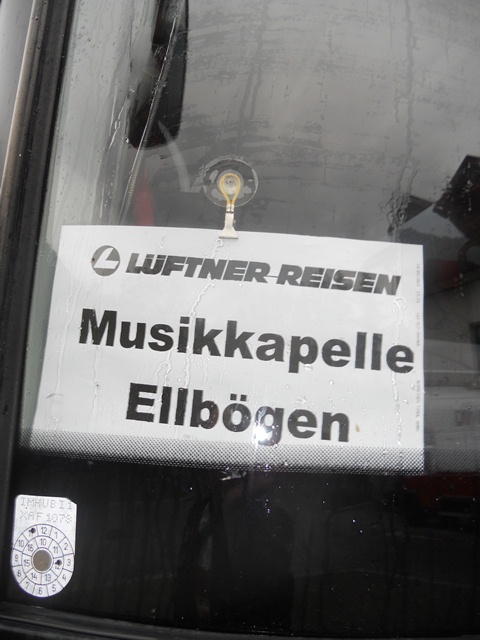 LÜFTNER REISEN
Musikkapelle
Ellbögen